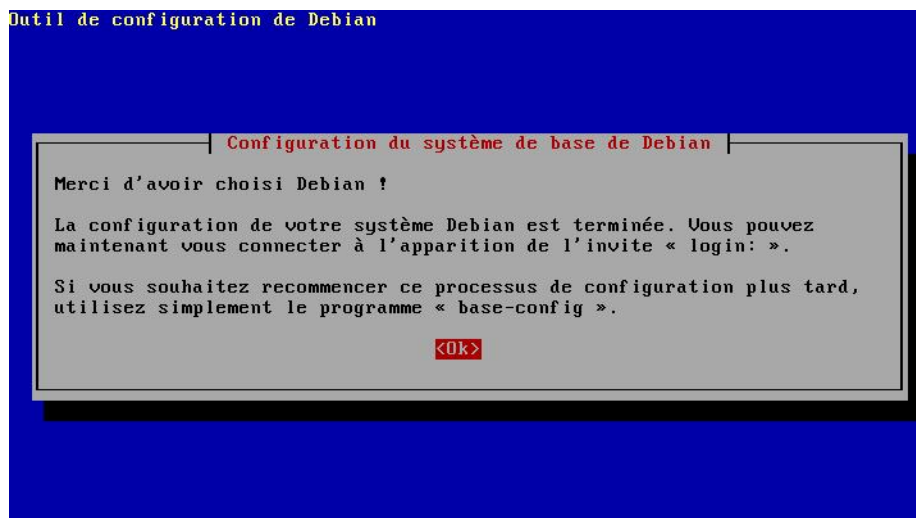 Outil de configuration de Debian
Configuration du système de base de Debian
Merci d'avoir choisi Debian !
La configuration de votre système Debian est terminée. Vous pouvez
maintenant vous connecter à l'apparition de l'invite « login: ».
Si vous souhaitez recommencer ce processus de configuration plus tard,
utilisez simplement le programme « base-config ».
<Ok>